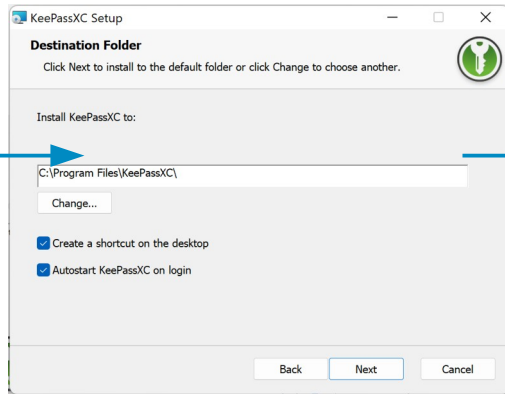 KeePassXC Setup
Destination Folder
Click Next to install to the default folder or click Change to choose another.
Install KeePassXC to:
C:\Program Files\KeePassXC\
Change...
Create a shortcut on the desktop
Autostart KeePassXC on login
Back Next Cancel